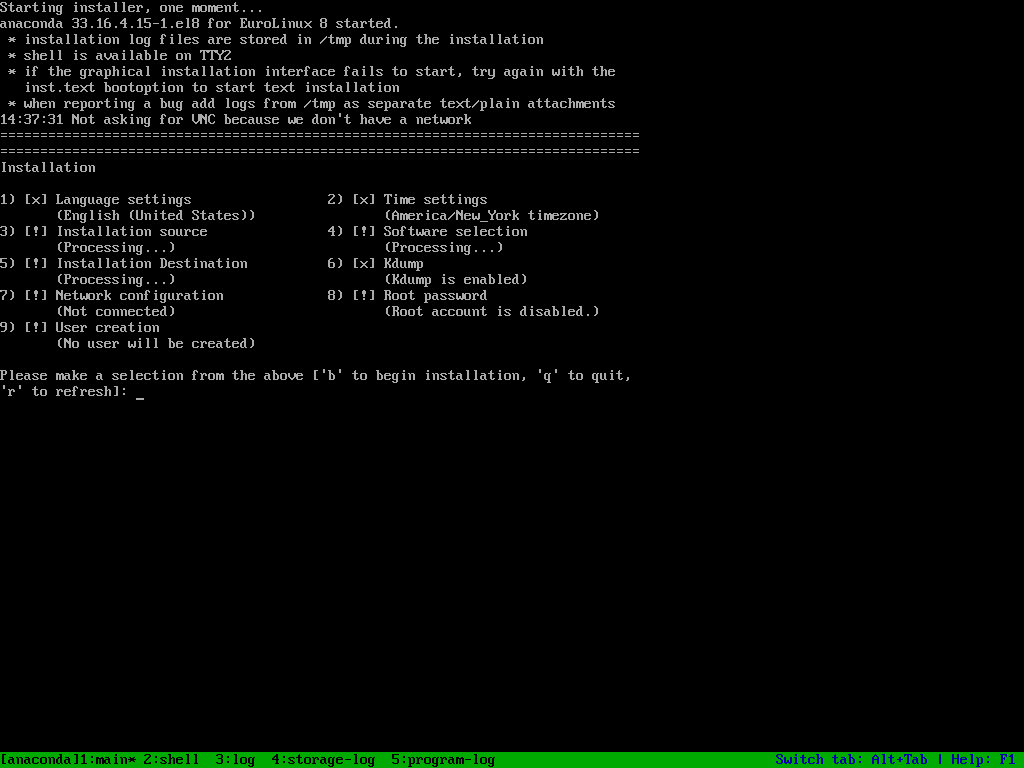 Starting installer, one moment...
anaconda 33.16.4.15-1.el8 for EuroLinux 8 started.
 * installation log files are stored in /tmp during the installation
 * shell is available on TTY2
 * if the graphical installation interface fails to start, try again with the
   inst.text bootoption to start text installation
 * when reporting a bug add logs from /tmp as separate text/plain attachments
14:37:31 Not asking for VNC because we don't have a network
================================================================================
================================================================================
Installation
1) [x] Language settings                 2) [x] Time settings
       (English (United States))                (America/New_York timezone)
3) [!] Installation source               4) [!] Software selection
       (Processing...)                          (Processing...)
5) [!] Installation Destination          6) [x] Kdump
       (Processing...)                          (Kdump is enabled)
7) [!] Network configuration             8) [!] Root password
       (Not connected)                          (Root account is disabled.)
9) [!] User creation
       (No user will be created)
Please make a selection from the above ['b' to begin installation, 'q' to quit,
'r' to refresh]: _
[anaconda]1:main* 2:shell  3:log  4:storage-log  5:program-log Switch tab: Alt+Tab | Help: F1